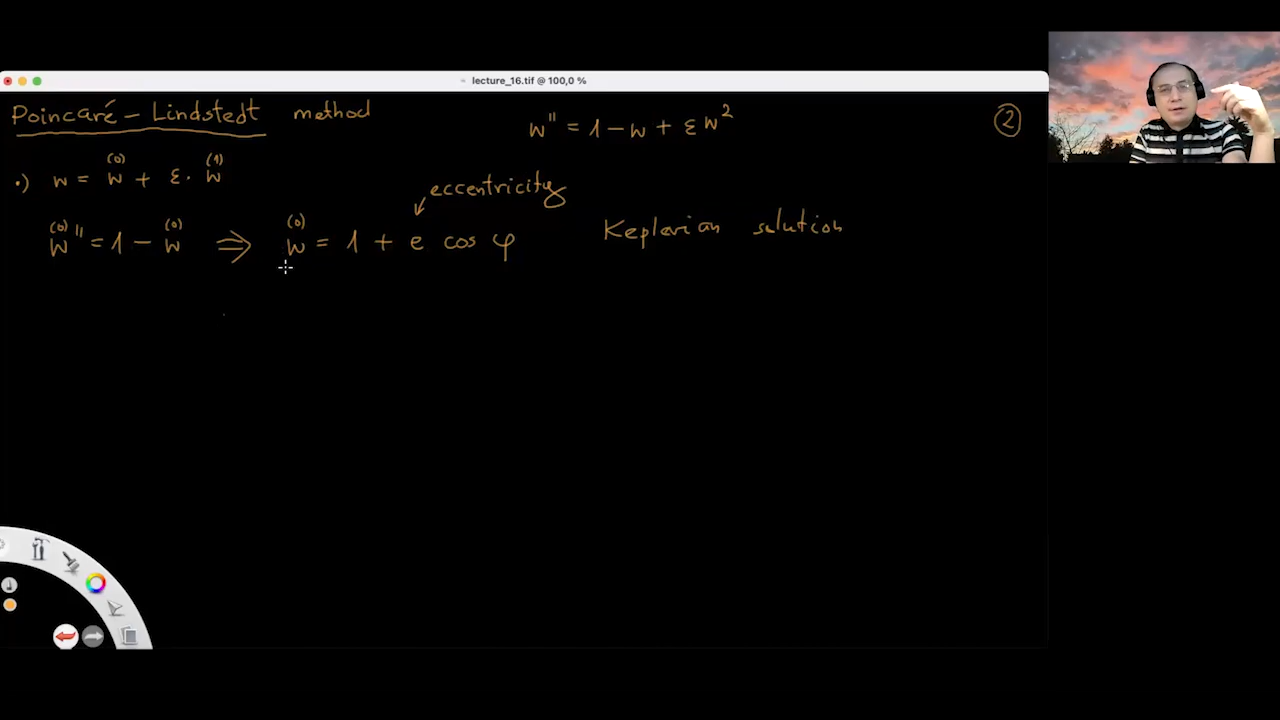 lecture_16.tif @ 100,0 %
Poincaré – Lindstedt method
w'' = 1 − w + εw² ②
•) w = w⁽⁰⁾ + ε · w⁽¹⁾
eccentricity
w⁽⁰⁾'' = 1 − w⁽⁰⁾ ⇒ w⁽⁰⁾ = 1 + e cos φ Keplerian solution